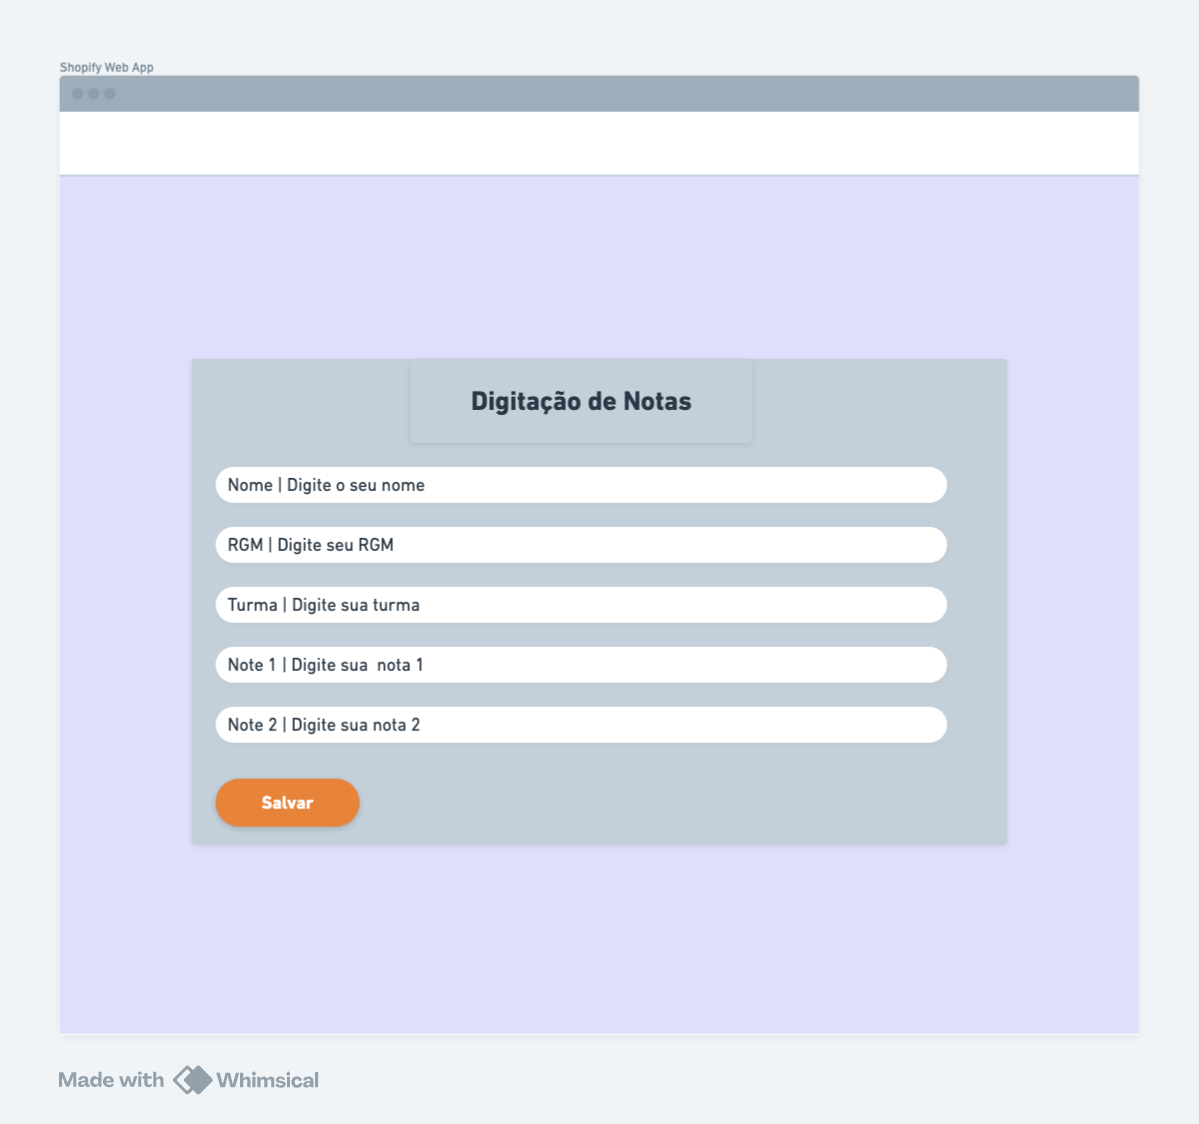 Shopify Web App
Digitação de Notas
Nome | Digite o seu nome
RGM | Digite seu RGM
Turma | Digite sua turma
Note 1 | Digite sua  nota 1
Note 2 | Digite sua nota 2
Salvar
Made with Whimsical